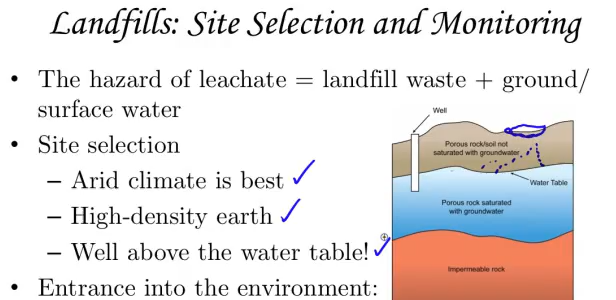 Landfills: Site Selection and Monitoring
• The hazard of leachate = landfill waste + ground/
surface water
• Site selection
– Arid climate is best
– High-density earth
– Well above the water table!
• Entrance into the environment:
Well
Porous rock/soil not
saturated with groundwater
Water Table
Porous rock saturated
with groundwater
Impermeable rock